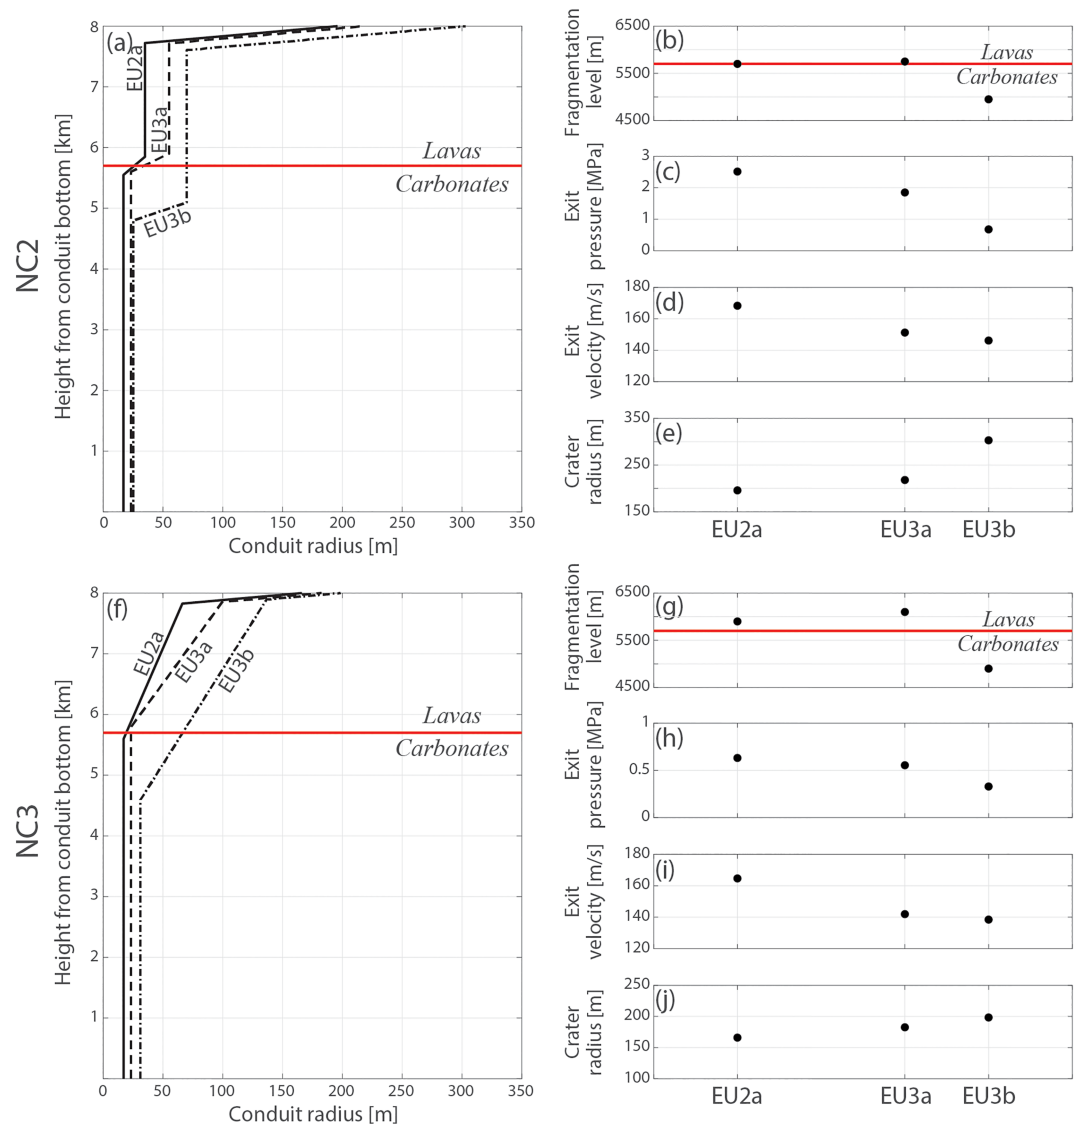 NC2
Height from conduit bottom [km]
(a)
8
7
6
5
4
3
2
1
EU2a
EU3a
EU3b
Lavas
Carbonates
0
50
100
150
200
250
300
350
Conduit radius [m]
(b)
Fragmentation
level [m]
6500
5500
4500
Lavas
Carbonates
(c)
Exit
pressure [MPa]
3
2
1
0
(d)
Exit
velocity [m/s]
180
160
140
120
(e)
Crater
radius [m]
350
250
150
EU2a
EU3a
EU3b
NC3
Height from conduit bottom [km]
(f)
8
7
6
5
4
3
2
1
EU2a
EU3a
EU3b
Lavas
Carbonates
0
50
100
150
200
250
300
350
Conduit radius [m]
(g)
Fragmentation
level [m]
6500
5500
4500
Lavas
Carbonates
(h)
Exit
pressure [MPa]
1
0.5
0
(i)
Exit
velocity [m/s]
180
160
140
120
(j)
Crater
radius [m]
250
200
150
100
EU2a
EU3a
EU3b